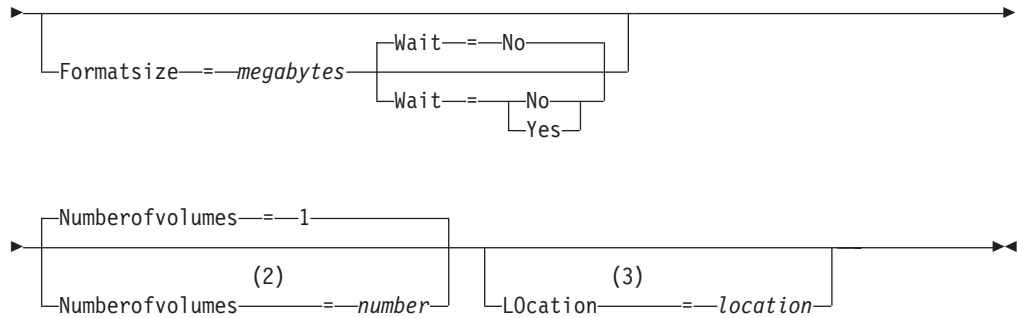 Wait = No
Formatsize = megabytes
Wait = No
Yes
Numberofvolumes = 1
(2) (3)
Numberofvolumes = number LOcation = location